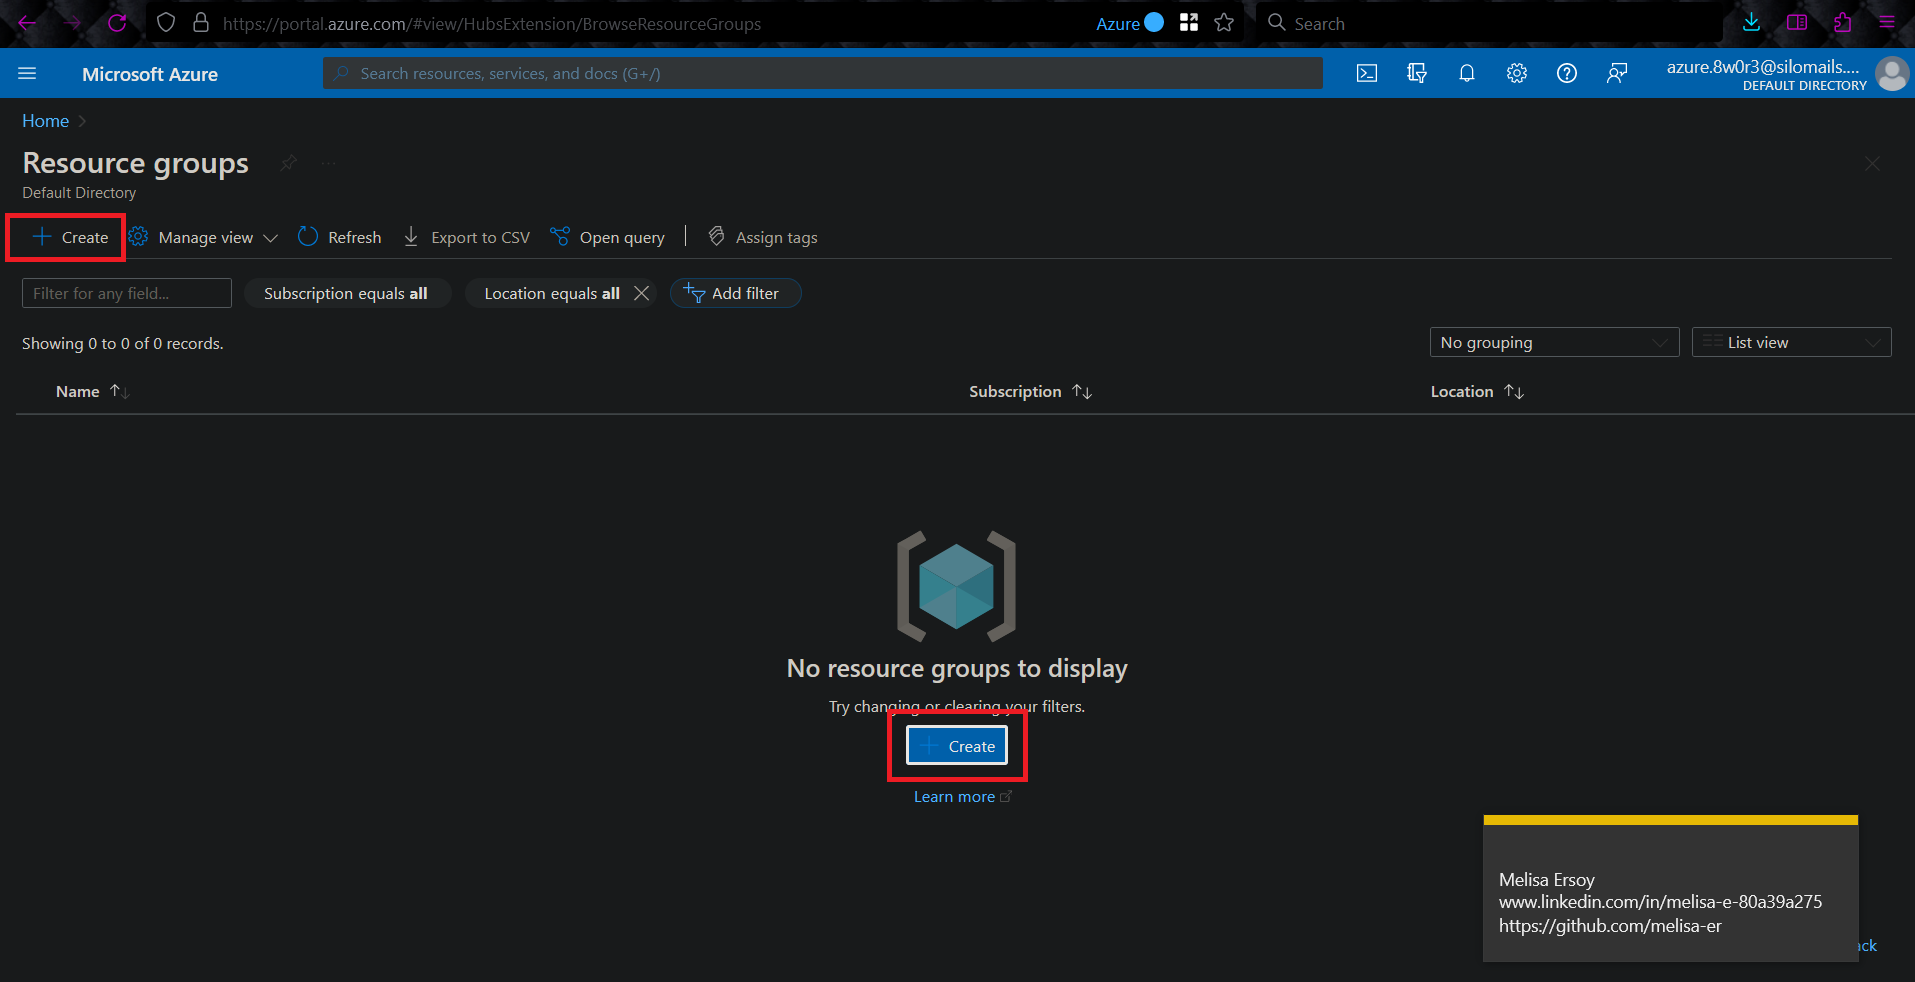 https://portal.azure.com/#view/HubsExtension/BrowseResourceGroups
Azure
Search
Microsoft Azure
Search resources, services, and docs (G+/)
azure.8w0r3@silomails....
DEFAULT DIRECTORY
Home
Resource groups
...
Default Directory
Create
Manage view
Refresh
Export to CSV
Open query
Assign tags
Filter for any field...
Subscription equals all
Location equals all
Add filter
Showing 0 to 0 of 0 records.
No grouping
List view
Name
Subscription
Location
No resource groups to display
Try changing or clearing your filters.
Create
Learn more
Melisa Ersoy
www.linkedin.com/in/melisa-e-80a39a275
https://github.com/melisa-er